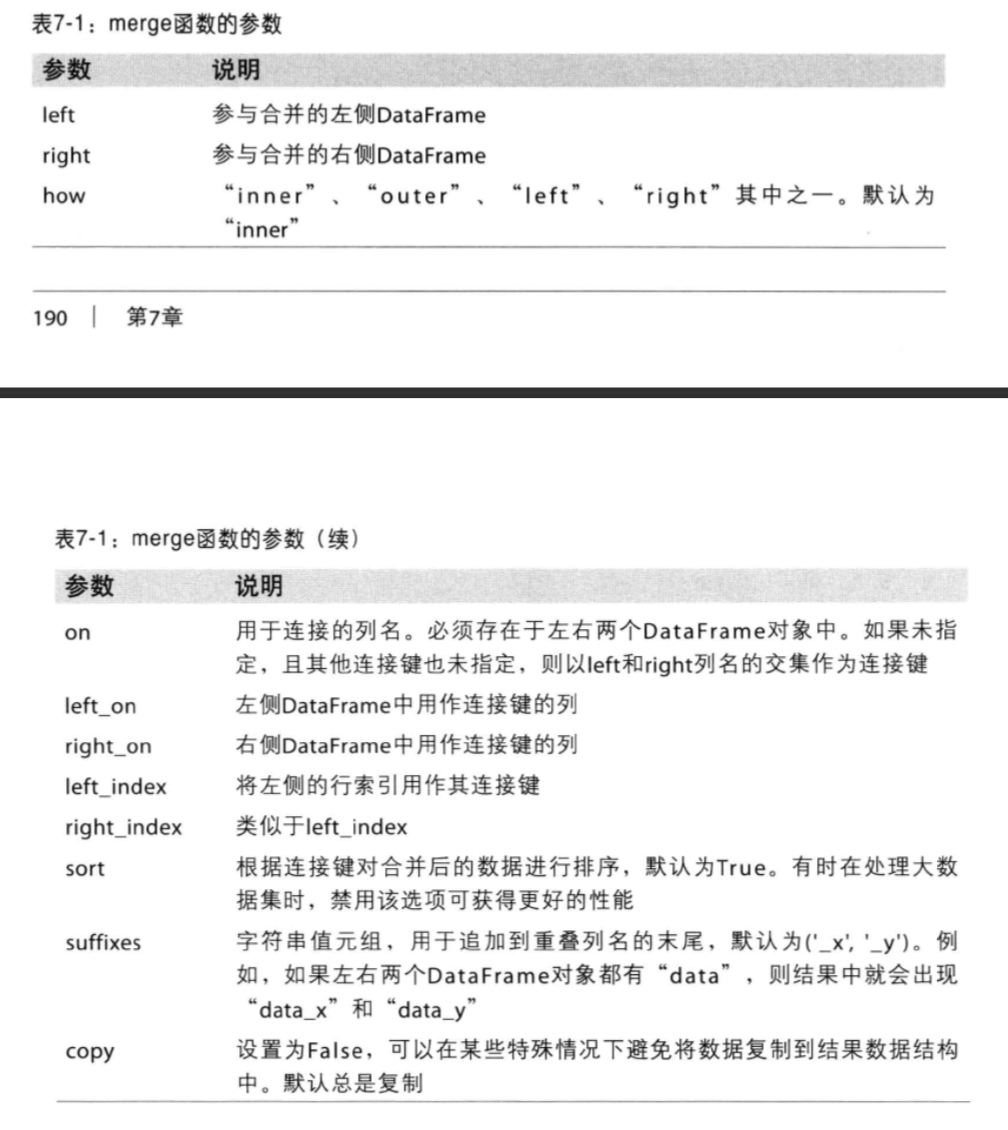 表7-1：merge函数的参数
参数 说明
left 参与合并的左侧DataFrame
right 参与合并的右侧DataFrame
how “inner”、“outer”、“left”、“right”其中之一。默认为
“inner”
190 | 第7章
表7-1：merge函数的参数（续）
参数 说明
on 用于连接的列名。必须存在于左右两个DataFrame对象中。如果未指
定，且其他连接键也未指定，则以left和right列名的交集作为连接键
left_on 左侧DataFrame中用作连接键的列
right_on 右侧DataFrame中用作连接键的列
left_index 将左侧的行索引用作其连接键
right_index 类似于left_index
sort 根据连接键对合并后的数据进行排序，默认为True。有时在处理大数
据集时，禁用该选项可获得更好的性能
suffixes 字符串值元组，用于追加到重叠列名的末尾，默认为('_x', '_y')。例
如，如果左右两个DataFrame对象都有“data”，则结果中就会出现
“data_x”和“data_y”
copy 设置为False，可以在某些特殊情况下避免将数据复制到结果数据结构
中。默认总是复制